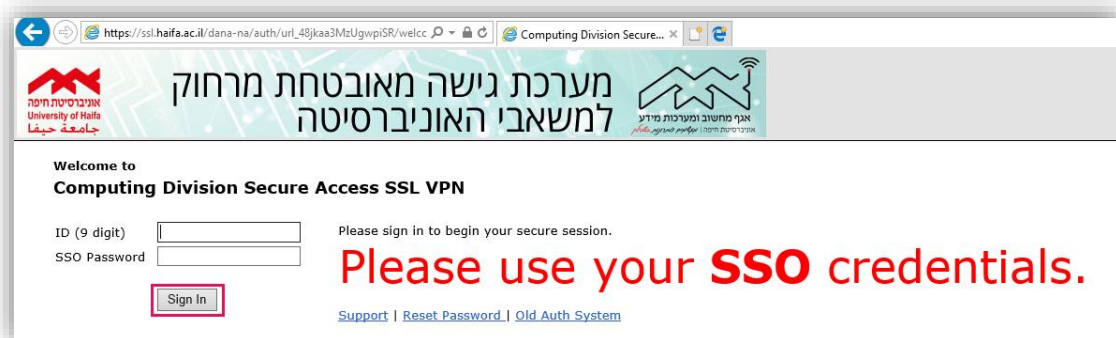 https://ssl.haifa.ac.il/dana-na/auth/url_48jkaa3MzUgwpiSR/welcc
Computing Division Secure...
אוניברסיטת חיפה
University of Haifa
جامعة حيفا
מערכת גישה מאובטחת מרחוק
למשאבי האוניברסיטה
אגף מחשוב ומערכות מידע
אוניברסיטת חיפה |
Welcome to
Computing Division Secure Access SSL VPN
ID (9 digit)
SSO Password
Sign In
Please sign in to begin your secure session.
Please use your SSO credentials.
Support | Reset Password | Old Auth System